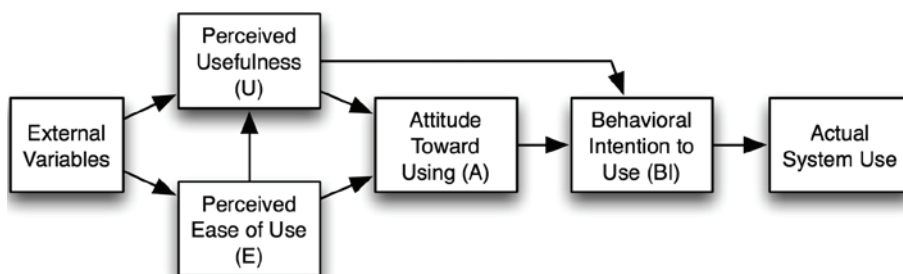 External
Variables
Perceived
Usefulness
(U)
Perceived
Ease of Use
(E)
Attitude
Toward
Using (A)
Behavioral
Intention to
Use (BI)
Actual
System Use